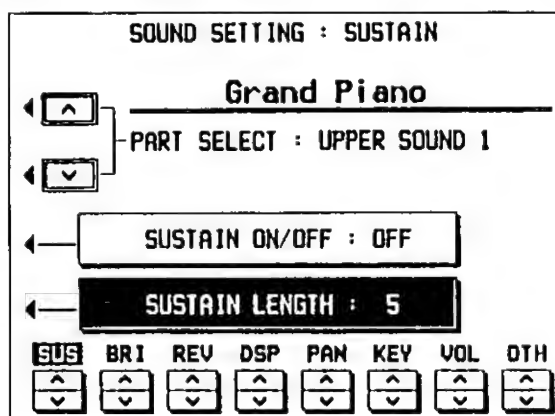 SOUND SETTING : SUSTAIN
Grand Piano
PART SELECT : UPPER SOUND 1
SUSTAIN ON/OFF : OFF
SUSTAIN LENGTH : 5
SUS BRI REV DSP PAN KEY VOL OTH